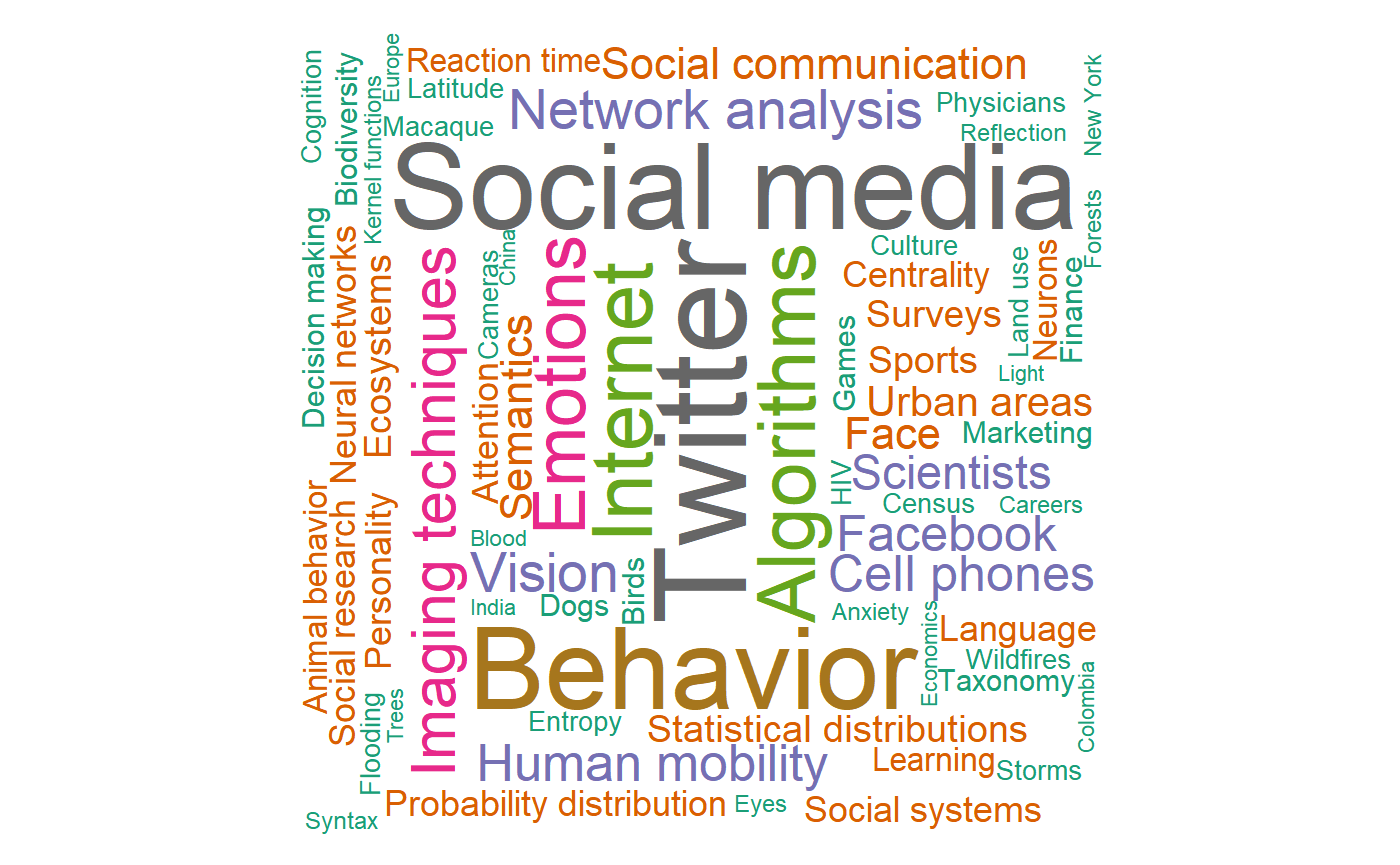 Cognition
Biodiversity
Europe
Kernel functions
Reaction time
Social communication
Latitude
Macaque
Network analysis
Physicians
Reflection
New York
Social media
Forests
Decision making
Neural networks
Ecosystems
Imaging techniques
Cameras
China
Attention
Semantics
Emotions
Internet
Twitter
Algorithms
Culture
Centrality
Surveys
Land use
Neurons
Finance
Games
Sports
Light
Urban areas
Face
Marketing
HIV
Scientists
Census
Careers
Facebook
Cell phones
Animal behavior
Social research
Personality
Blood
Vision
India
Dogs
Birds
Anxiety
Behavior
Economics
Language
Wildfires
Taxonomy
Colombia
Flooding
Trees
Entropy
Statistical distributions
Human mobility
Learning
Storms
Probability distribution
Eyes
Social systems
Syntax